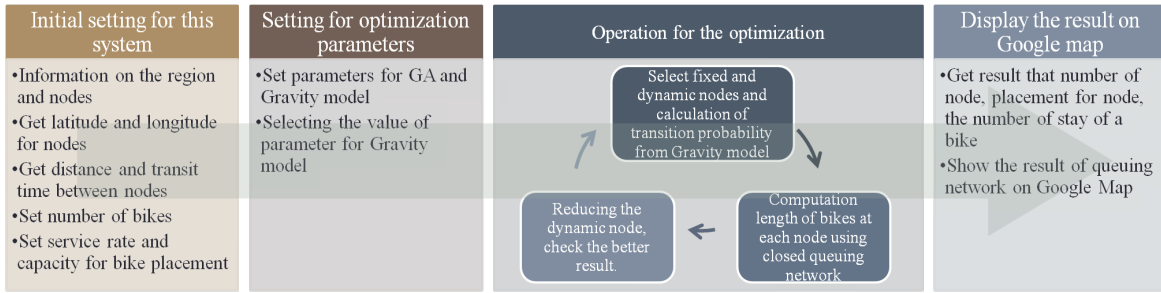 Initial setting for this
system
•Information on the region
and nodes
•Get latitude and longitude
for nodes
•Get distance and transit
time between nodes
•Set number of bikes
•Set service rate and
capacity for bike placement
Setting for optimization
parameters
•Set parameters for GA and
Gravity model
•Selecting the value of
parameter for Gravity
model
Operation for the optimization
Select fixed and
dynamic nodes and
calculation of
transition probability
from Gravity model
Computation
length of bikes at
each node using
closed queuing
network
Reducing the
dynamic node,
check the better
result.
Display the result on
Google map
•Get result that number of
node, placement for node,
the number of stay of a
bike
•Show the result of queuing
network on Google Map